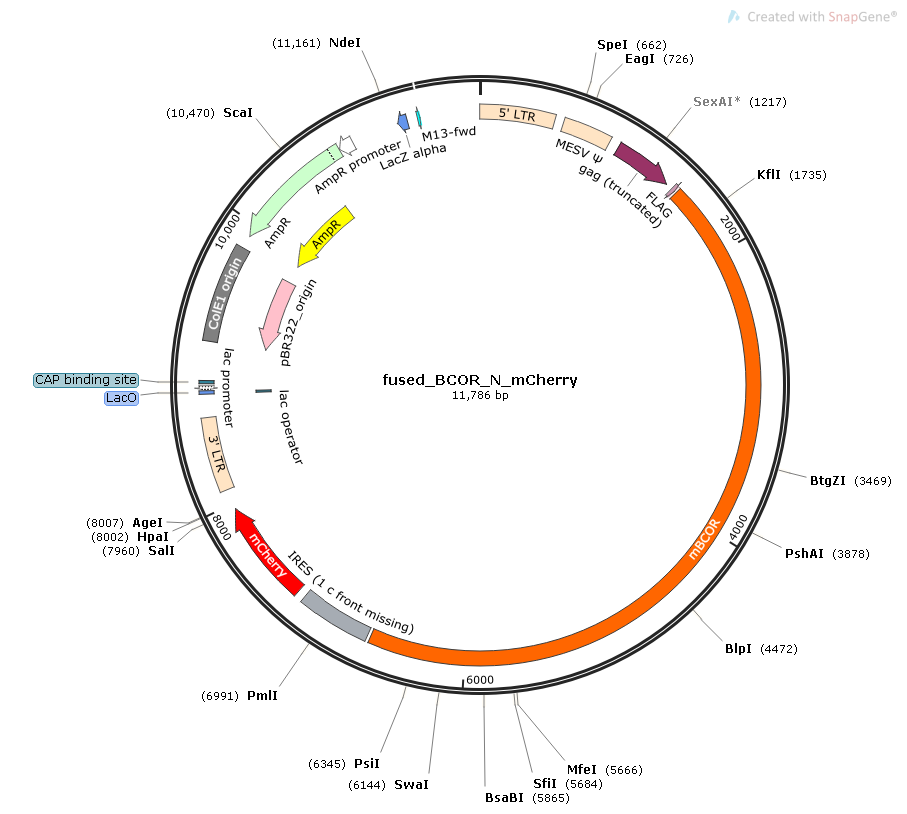 Created with SnapGene®
(11,161) NdeI
SpeI (662)
EagI (726)
SexAI* (1217)
(10,470) ScaI
KflI (1735)
5' LTR
MESV Ψ
gag (truncated)
FLAG
M13-fwd
LacZ alpha
AmpR promoter
AmpR
AmpR
2000
10,000
ColE1 origin
pBR322_origin
fused_BCOR_N_mCherry
11,786 bp
CAP binding site
LacO
lac promoter
lac operator
3' LTR
BtgZI (3469)
(8007) AgeI
(8002) HpaI
(7960) SalI
8000
mCherry
IRES (1 c front missing)
mBCOR
4000
PshAI (3878)
BlpI (4472)
6000
(6991) PmlI
(6345) PsiI
(6144) SwaI
MfeI (5666)
SfiI (5684)
BsaBI (5865)